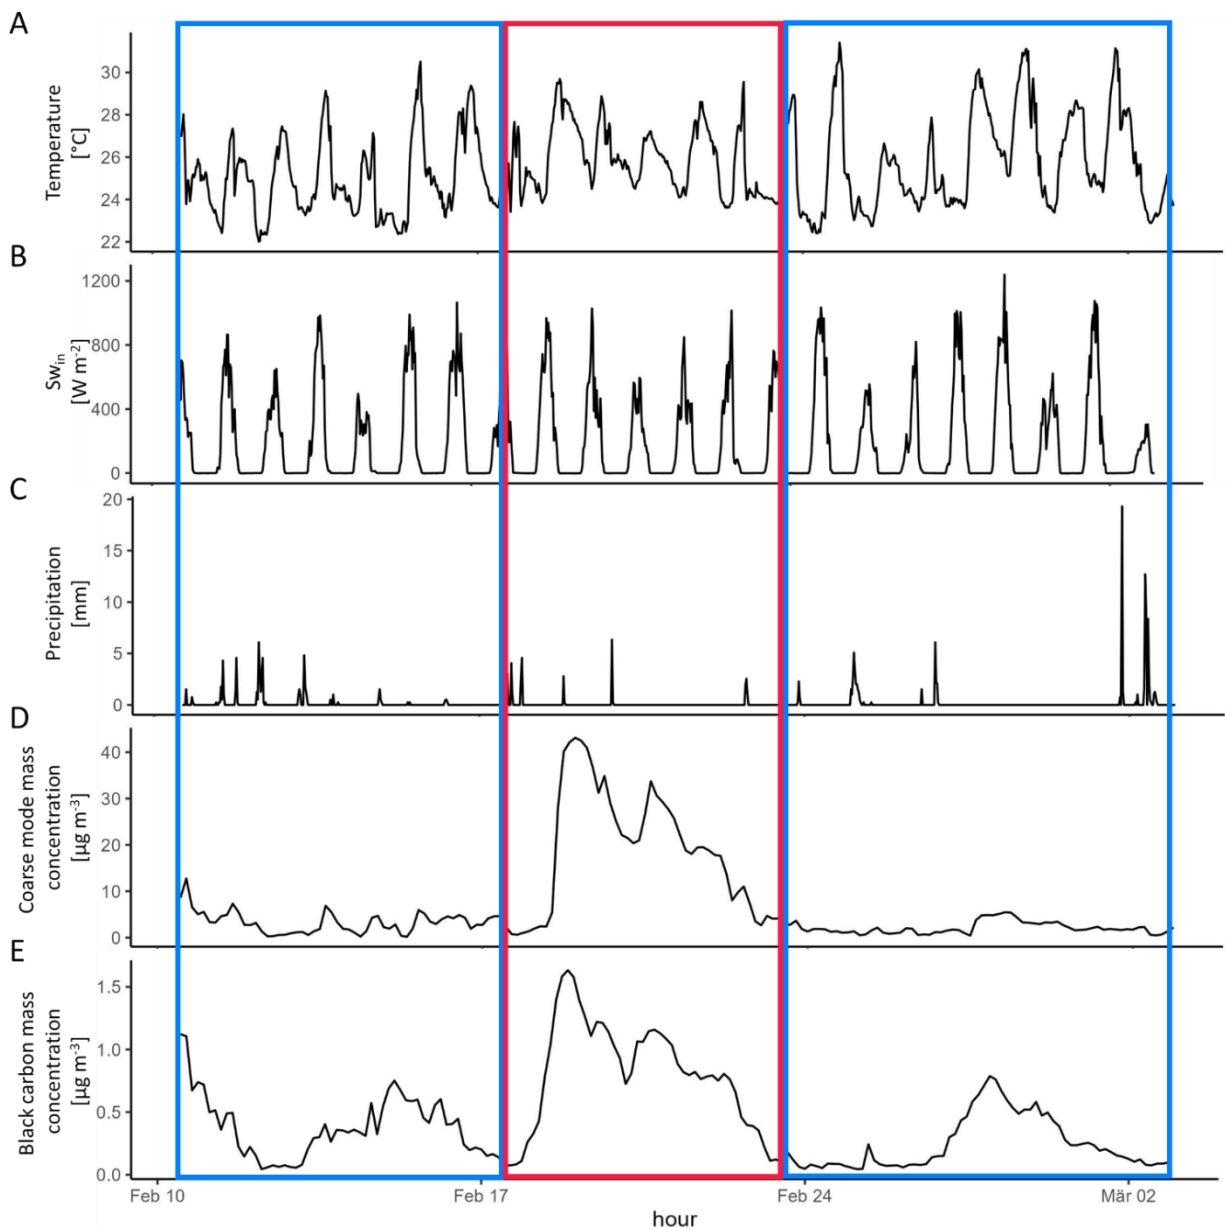 A
Temperature
[°C]
30
28
26
24
22
B
Sw_in
[W m⁻²]
1200
800
400
0
C
Precipitation
[mm]
20
15
10
5
0
D
Coarse mode mass
concentration
[µg m⁻³]
40
30
20
10
0
E
Black carbon mass
concentration
[µg m⁻³]
1.5
1.0
0.5
0.0
Feb 10 Feb 17 Feb 24 Mär 02
hour